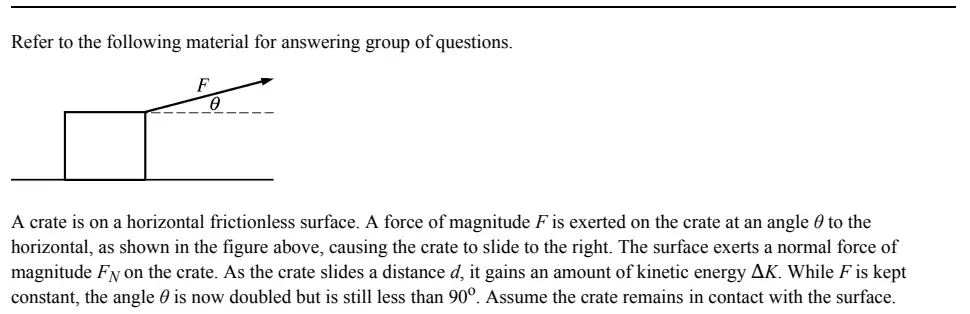 Refer to the following material for answering group of questions.
F
θ
A crate is on a horizontal frictionless surface. A force of magnitude F is exerted on the crate at an angle θ to the
horizontal, as shown in the figure above, causing the crate to slide to the right. The surface exerts a normal force of
magnitude FN on the crate. As the crate slides a distance d, it gains an amount of kinetic energy ΔK. While F is kept
constant, the angle θ is now doubled but is still less than 90o. Assume the crate remains in contact with the surface.